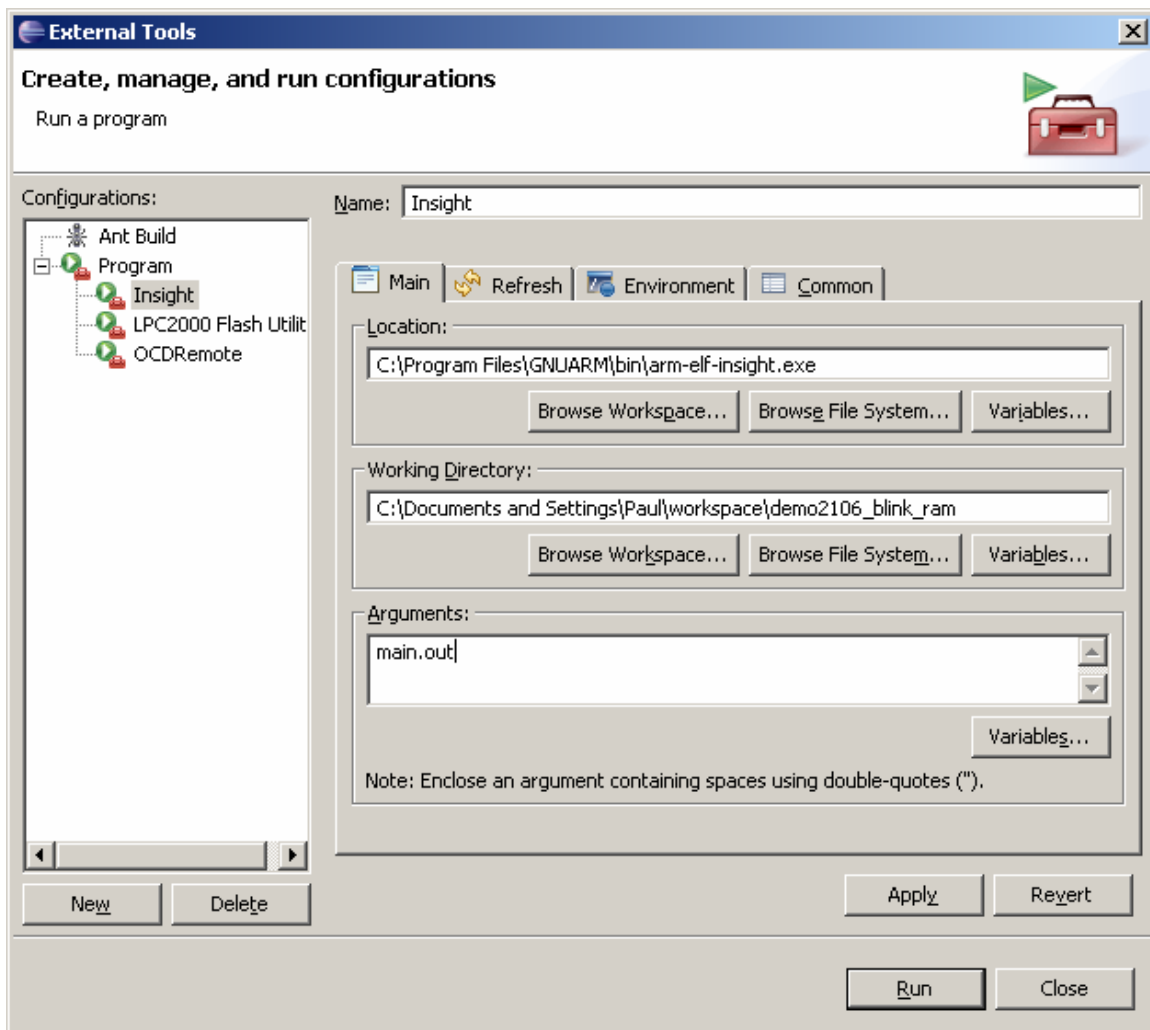 External Tools
Create, manage, and run configurations
Run a program
Configurations:
Ant Build
Program
Insight
LPC2000 Flash Utilit
OCDRemote
New Delete
Name: Insight
Main Refresh Environment Common
Location:
C:\Program Files\GNUARM\bin\arm-elf-insight.exe
Browse Workspace... Browse File System... Variables...
Working Directory:
C:\Documents and Settings\Paul\workspace\demo2106_blink_ram
Browse Workspace... Browse File System... Variables...
Arguments:
main.out
Variables...
Note: Enclose an argument containing spaces using double-quotes (").
Apply Revert
Run Close